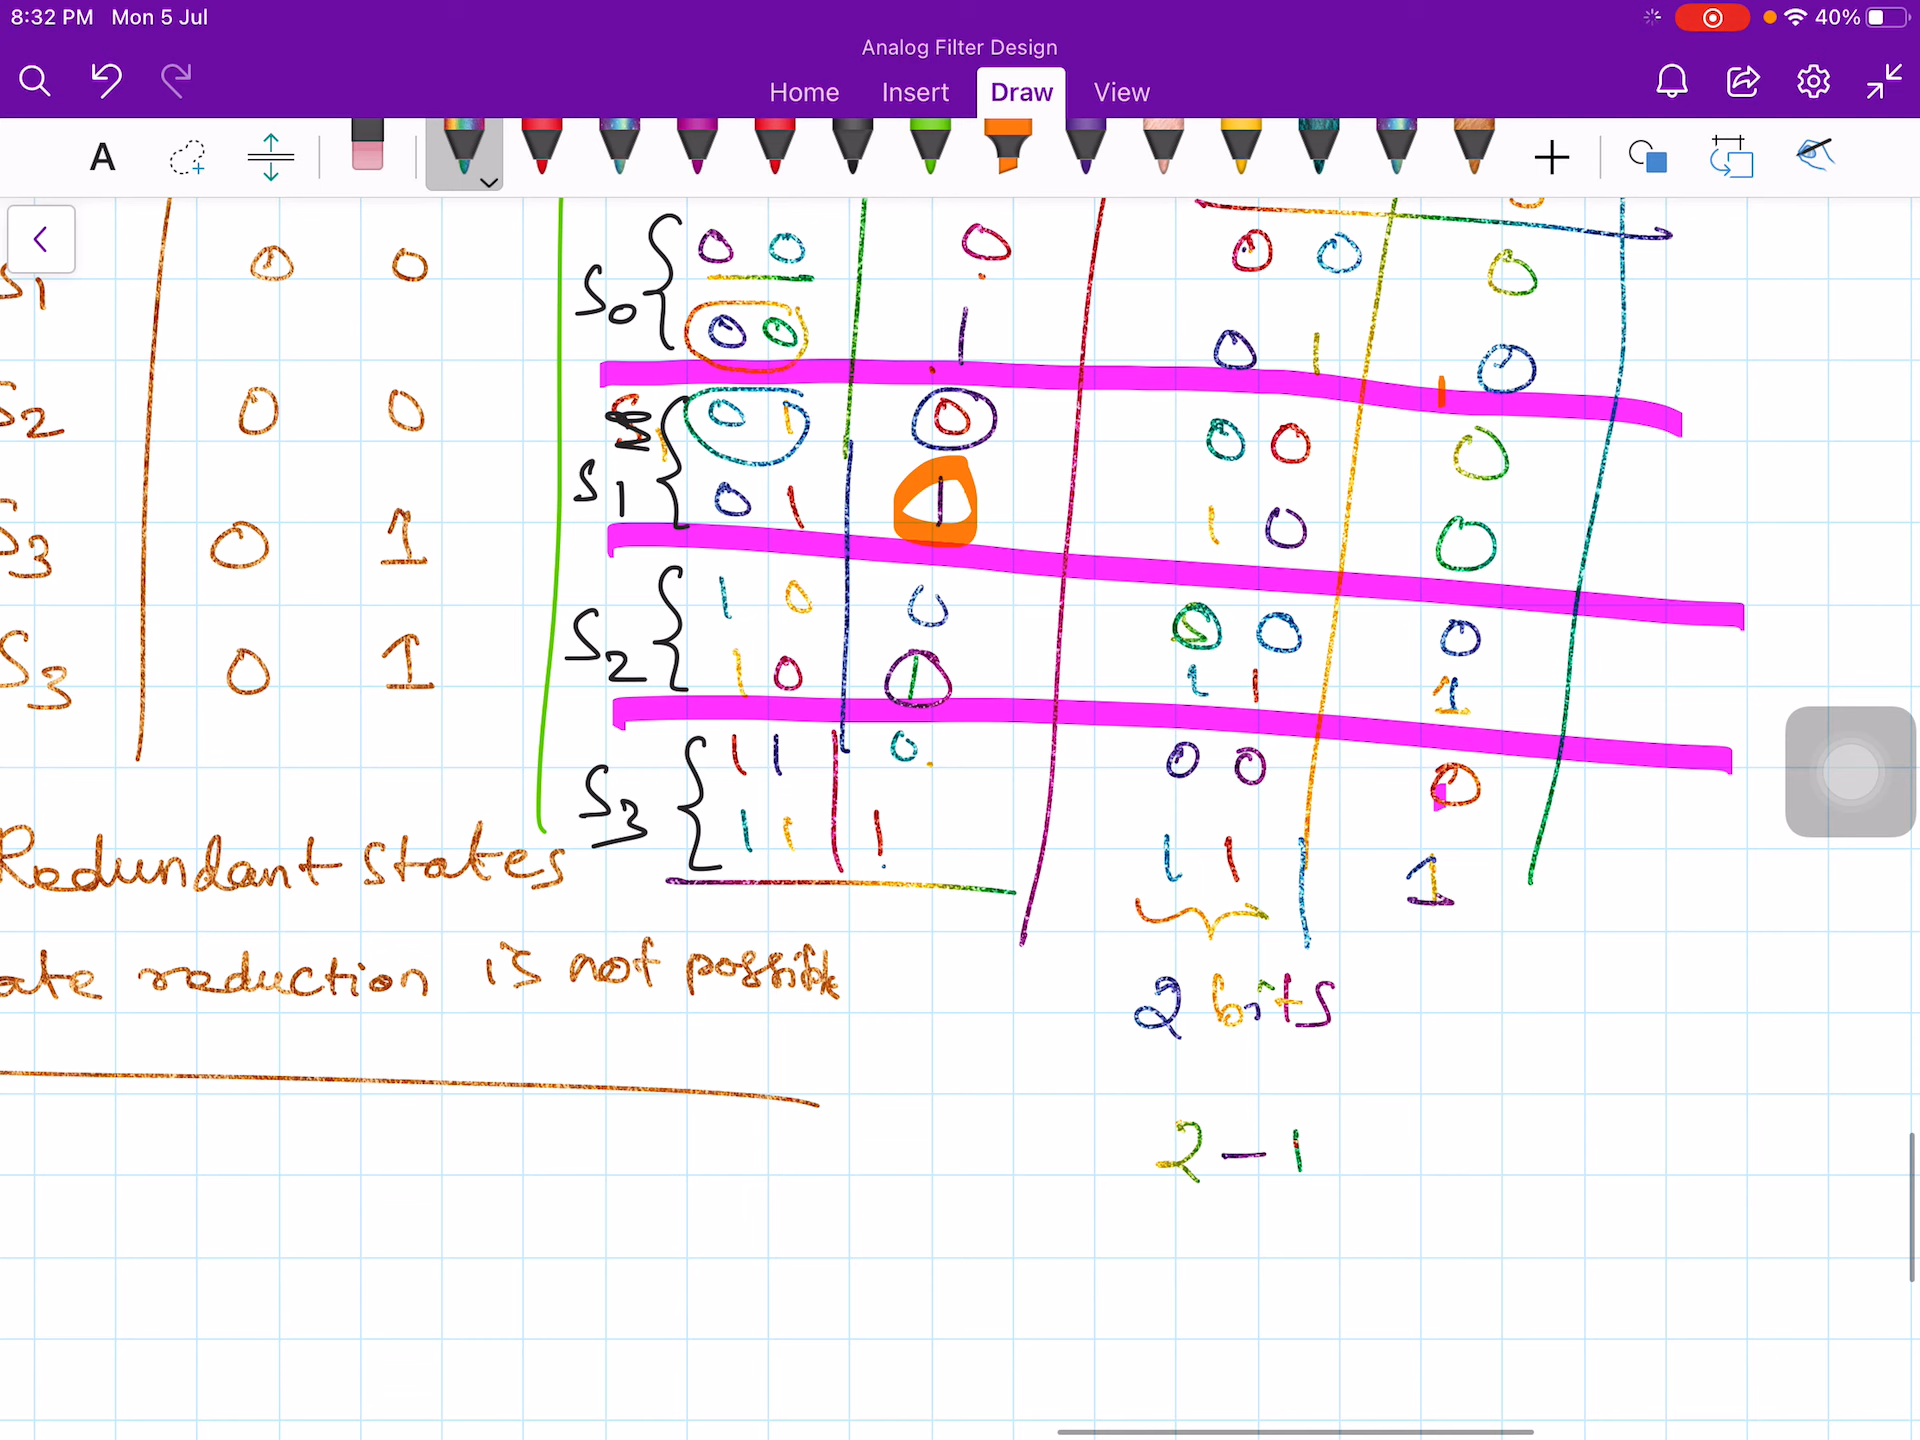 8:32 PM Mon 5 Jul 40%
Analog Filter Design
Home Insert Draw View
A
S0 0 0 0 0 0 0
0 0 1 0 1 0
S1 0 0
S1 0 1 0 0 0 0
0 1 1 1 0 0
S2 0 0
S2 1 0 0 0 0 0
1 0 1 1 1 1
S3 0 1
S3 1 1 0 0 0 0
1 1 1 1 1 1
S3 0 1
Redundant States
ate reduction is not possible
2 bits
2 - 1